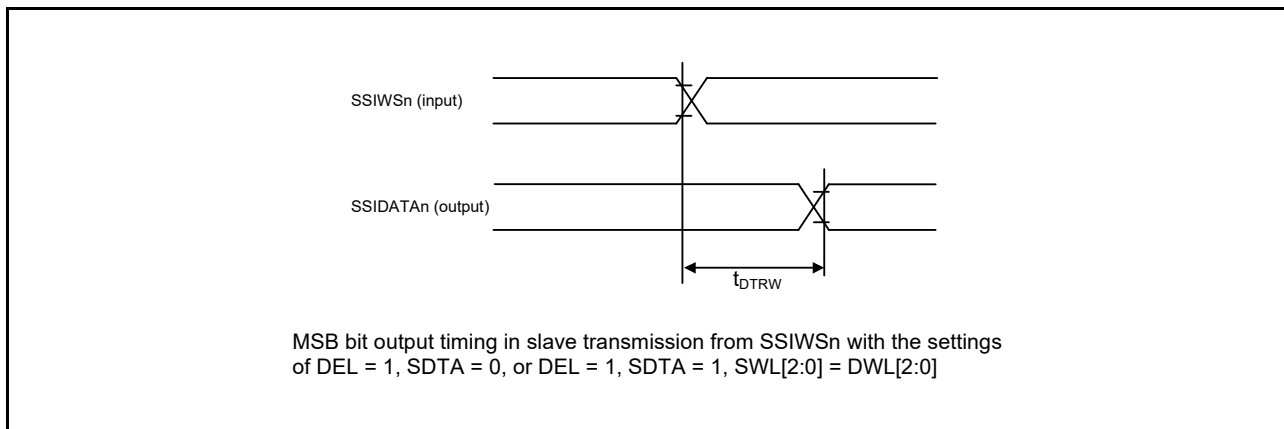 SSIWSn (input)
SSIDATAn (output)
tDTRW
MSB bit output timing in slave transmission from SSIWSn with the settings
of DEL = 1, SDTA = 0, or DEL = 1, SDTA = 1, SWL[2:0] = DWL[2:0]